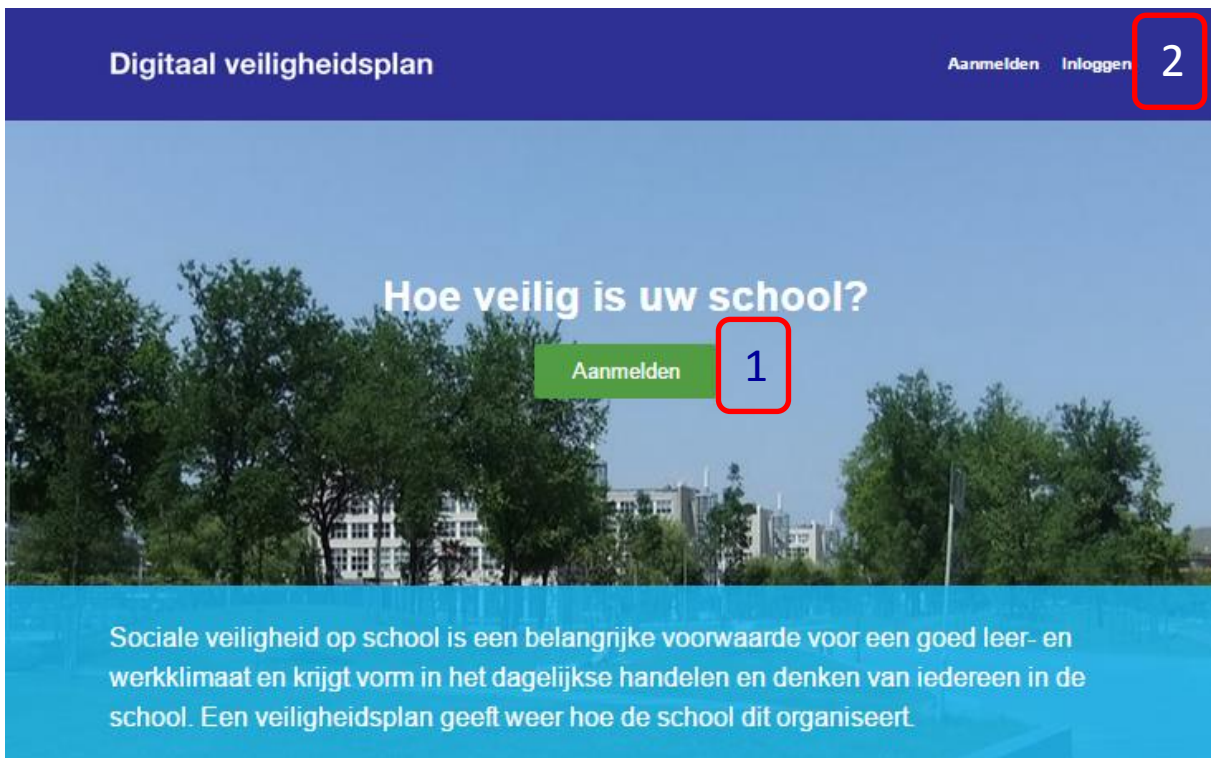 Digitaal veiligheidsplan
Aanmelden Inloggen 2
Hoe veilig is uw school?
Aanmelden 1
Sociale veiligheid op school is een belangrijke voorwaarde voor een goed leer- en
werkklimaat en krijgt vorm in het dagelijkse handelen en denken van iedereen in de
school. Een veiligheidsplan geeft weer hoe de school dit organiseert.